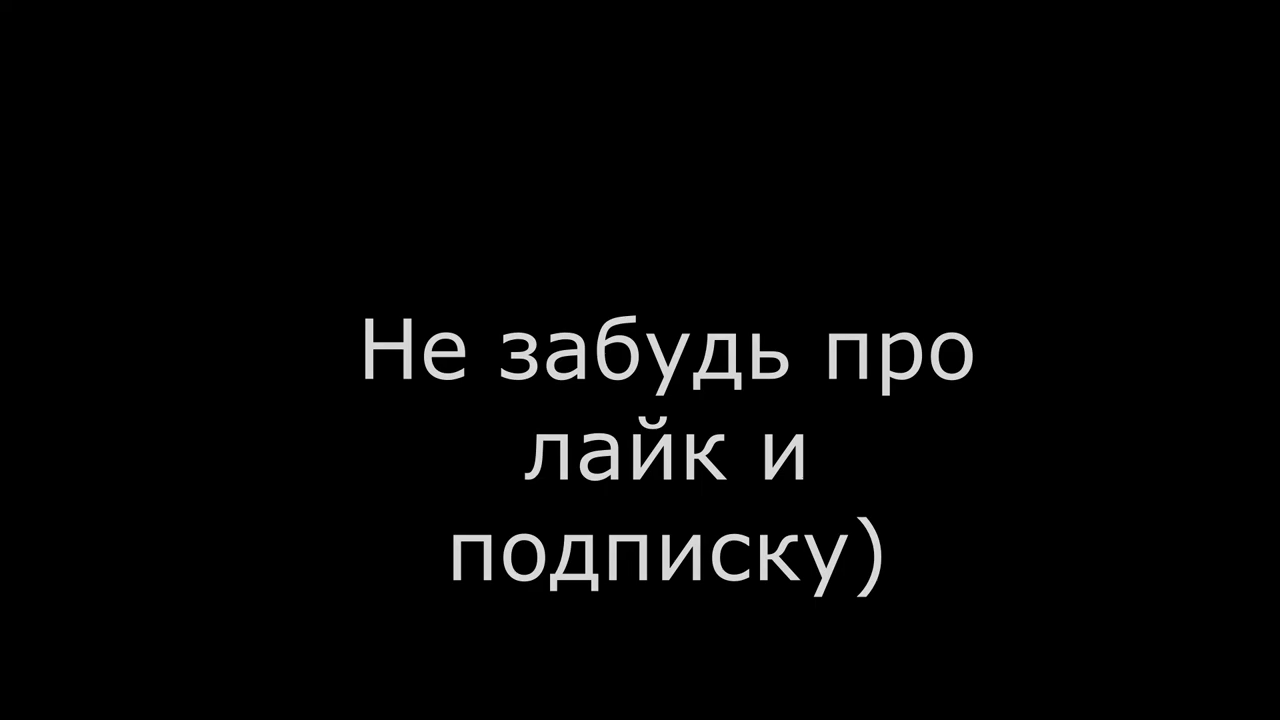 Не забудь про
лайк и
подписку)